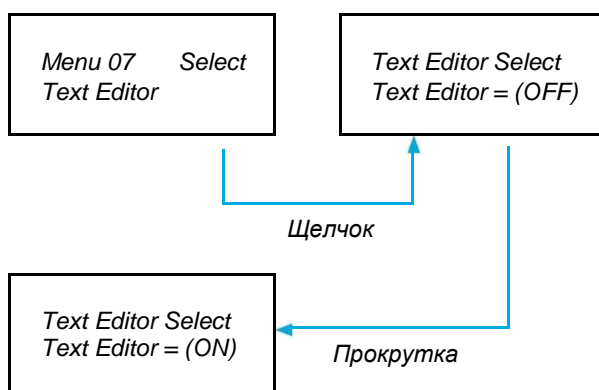 Menu 07 Select
Text Editor
Text Editor Select
Text Editor = (OFF)
Щелчок
Text Editor Select
Text Editor = (ON)
Прокрутка